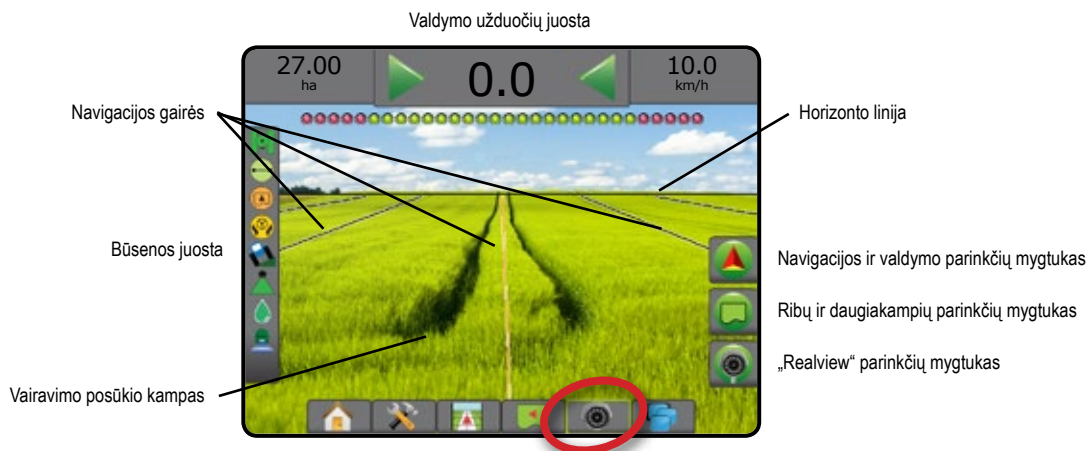 Valdymo užduočių juosta
27.00
ha
0.0
10.0
km/h
Navigacijos gairės
Horizonto linija
Būsenos juosta
Navigacijos ir valdymo parinkčių mygtukas
Ribų ir daugiakampių parinkčių mygtukas
„Realview“ parinkčių mygtukas
Vairavimo posūkio kampas